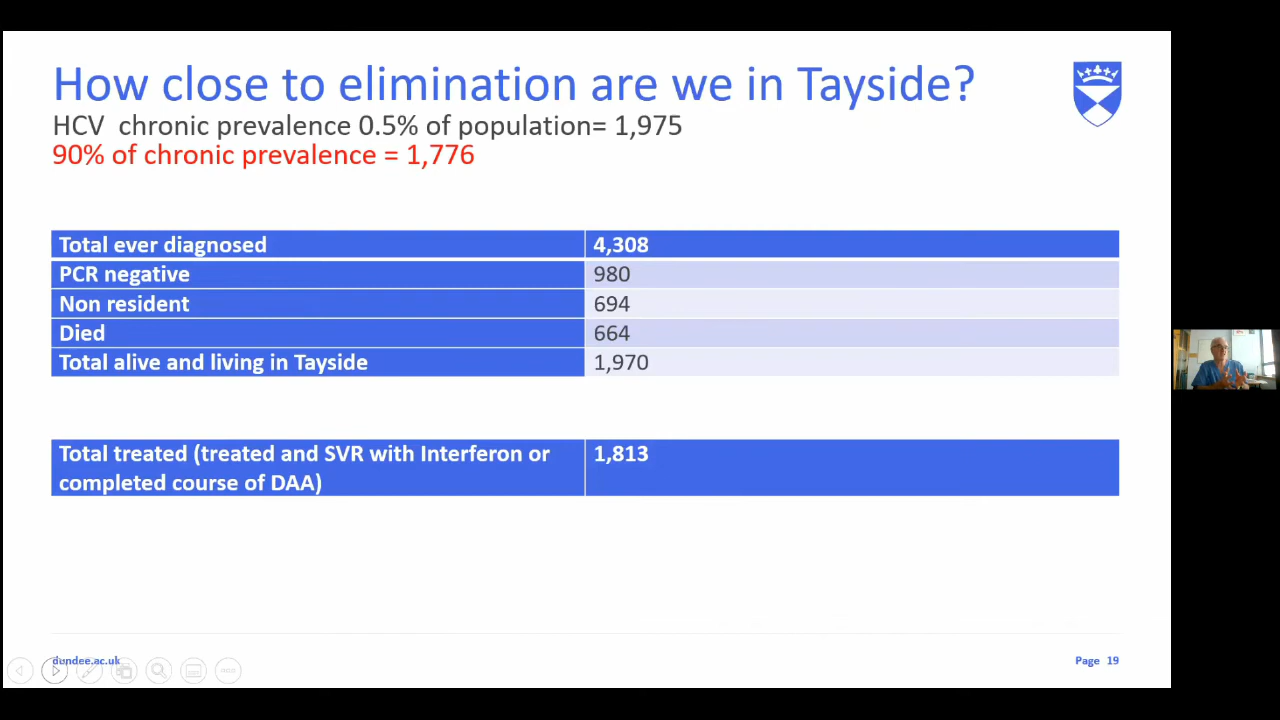 How close to elimination are we in Tayside?
HCV chronic prevalence 0.5% of population= 1,975
90% of chronic prevalence = 1,776
Total ever diagnosed 4,308
PCR negative 980
Non resident 694
Died 664
Total alive and living in Tayside 1,970
Total treated (treated and SVR with Interferon or 1,813
completed course of DAA)
dundee.ac.uk
Page 19